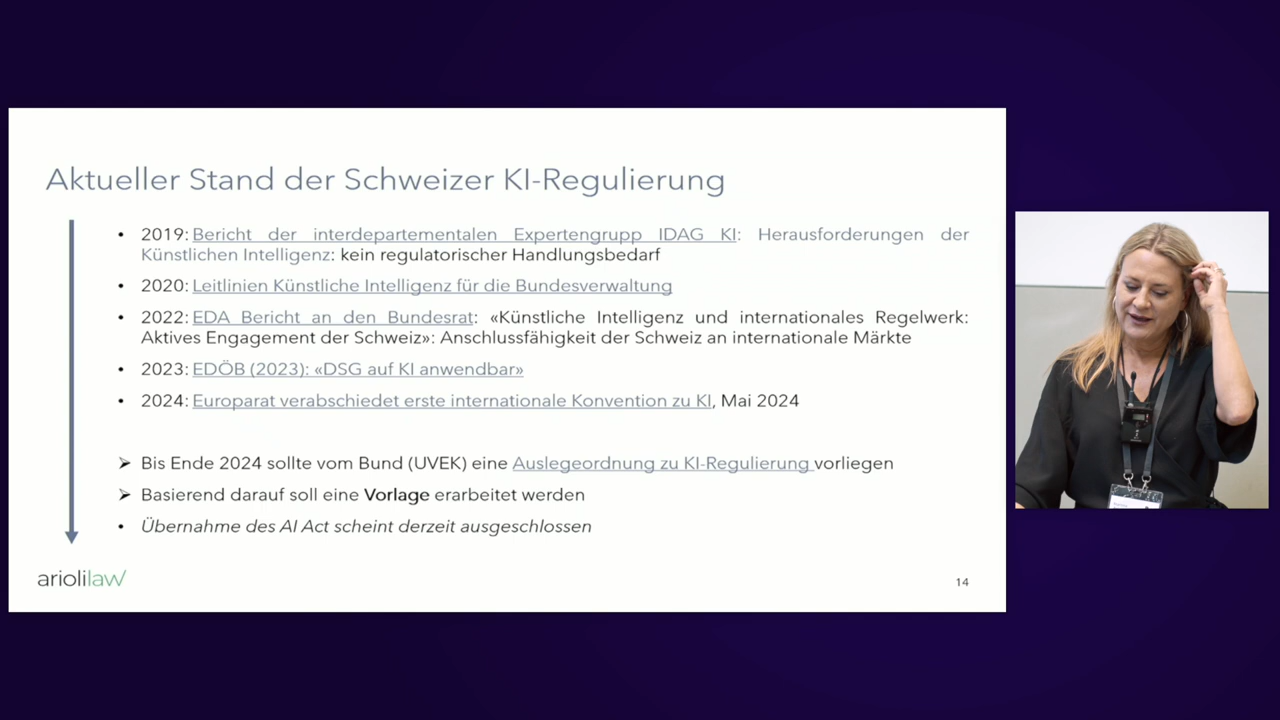 Aktueller Stand der Schweizer KI-Regulierung
• 2019: Bericht der interdepartementalen Expertengrupp IDAG KI: Herausforderungen der
Künstlichen Intelligenz: kein regulatorischer Handlungsbedarf
• 2020: Leitlinien Künstliche Intelligenz für die Bundesverwaltung
• 2022: EDA Bericht an den Bundesrat: «Künstliche Intelligenz und internationales Regelwerk:
Aktives Engagement der Schweiz»: Anschlussfähigkeit der Schweiz an internationale Märkte
• 2023: EDÖB (2023): «DSG auf KI anwendbar»
• 2024: Europarat verabschiedet erste internationale Konvention zu KI, Mai 2024
➢ Bis Ende 2024 sollte vom Bund (UVEK) eine Auslegeordnung zu KI-Regulierung vorliegen
➢ Basierend darauf soll eine Vorlage erarbeitet werden
• Übernahme des AI Act scheint derzeit ausgeschlossen
ariolilaw
14